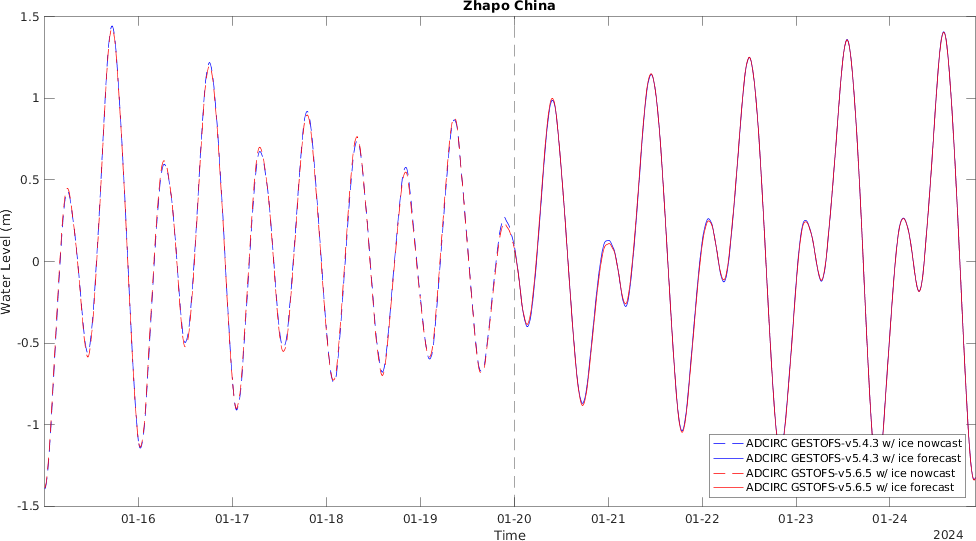 Zhapo China
Water Level (m)
1.5
1
0.5
0
-0.5
-1
-1.5
01-16 01-17 01-18 01-19 01-20 01-21 01-22 01-23 01-24
Time
2024
ADCIRC GESTOFS-v5.4.3 w/ ice nowcast
ADCIRC GESTOFS-v5.4.3 w/ ice forecast
ADCIRC GSTOFS-v5.6.5 w/ ice nowcast
ADCIRC GSTOFS-v5.6.5 w/ ice forecast